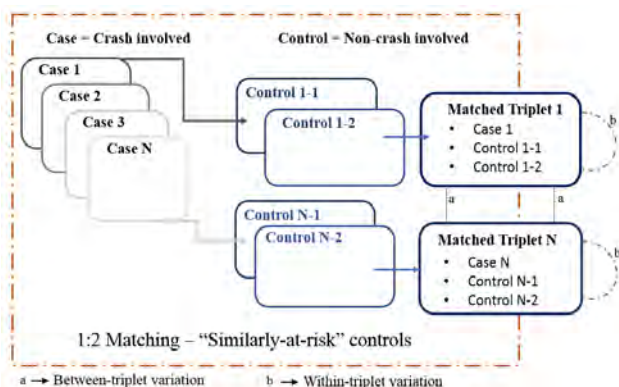 Case = Crash involved
Control = Non-crash involved
Case 1
Case 2
Case 3
Case N
Control 1-1
Control 1-2
Matched Triplet 1
• Case 1
• Control 1-1
• Control 1-2
b
a
a
Control N-1
Control N-2
Matched Triplet N
• Case N
• Control N-1
• Control N-2
b
1:2 Matching – “Similarly-at-risk” controls
a → Between-triplet variation
b → Within-triplet variation